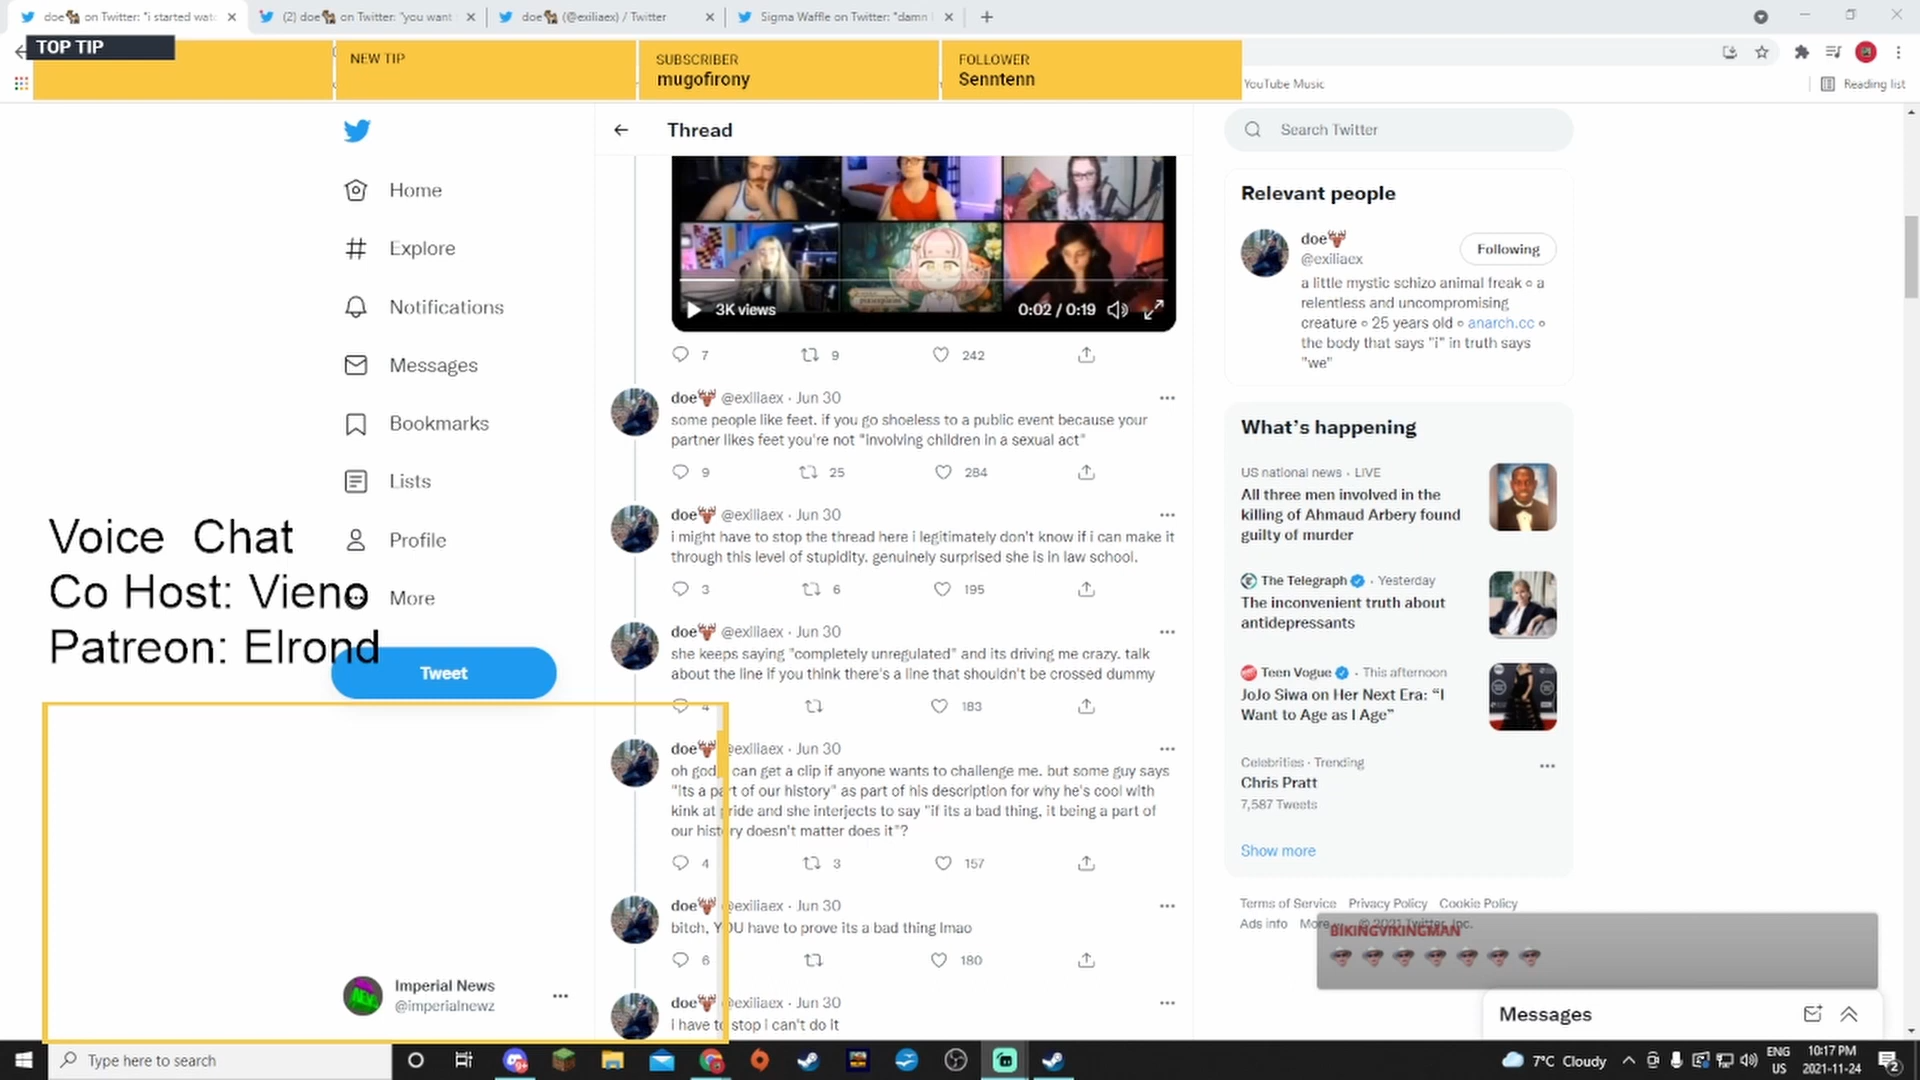 doe on Twitter: "i started wat
(2) doe on Twitter: "you want
doe (@exiliaex) / Twitter
Sigma Waffle on Twitter: "damn
TOP TIP
NEW TIP
SUBSCRIBER
mugofirony
FOLLOWER
Senntenn
YouTube Music
Reading list
Thread
Search Twitter
Home
Explore
Notifications
Messages
Bookmarks
Lists
Profile
More
Tweet
Voice Chat
Co Host: Vieno
Patreon: Elrond
Imperial News
@imperialnewz
3K views
0:02 / 0:19
7 9 242
doe @exiliaex · Jun 30
some people like feet. if you go shoeless to a public event because your
partner likes feet you're not "involving children in a sexual act"
9 25 284
doe @exiliaex · Jun 30
i might have to stop the thread here i legitimately don't know if i can make it
through this level of stupidity. genuinely surprised she is in law school.
3 6 195
doe @exiliaex · Jun 30
she keeps saying "completely unregulated" and its driving me crazy. talk
about the line if you think there's a line that shouldn't be crossed dummy
4 183
doe @exiliaex · Jun 30
oh god, can get a clip if anyone wants to challenge me. but some guy says
"its a part of our history" as part of his description for why he's cool with
kink at pride and she interjects to say "if its a bad thing, it being a part of
our history doesn't matter does it"?
4 3 157
doe @exiliaex · Jun 30
bitch, YOU have to prove its a bad thing lmao
6 180
doe @exiliaex · Jun 30
i have to stop i can't do it
Relevant people
doe
@exiliaex
Following
a little mystic schizo animal freak ∘ a
relentless and uncompromising
creature ∘ 25 years old ∘ anarch.cc ∘
the body that says "i" in truth says
"we"
What's happening
US national news · LIVE
All three men involved in the
killing of Ahmaud Arbery found
guilty of murder
The Telegraph · Yesterday
The inconvenient truth about
antidepressants
Teen Vogue · This afternoon
JoJo Siwa on Her Next Era: "I
Want to Age as I Age"
Celebrities · Trending
Chris Pratt
7,587 Tweets
Show more
Terms of Service Privacy Policy Cookie Policy
Ads info More © 2021 Twitter, Inc.
BIKINGVIKINGMAN
Messages
Type here to search
7°C Cloudy
ENG
US
10:17 PM
2021-11-24
2